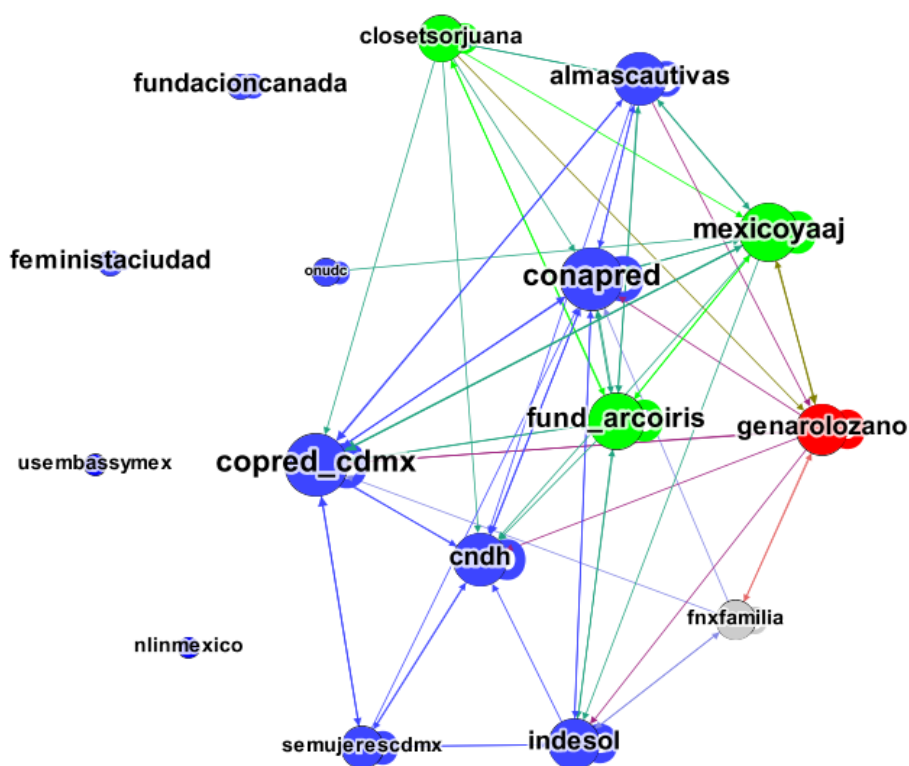 closetsorjuana
almascautivas
fundacioncanada
mexicoyaaj
feministaciudad
onudc
conapred
fund_arcoiris
genarolozano
copred_cdmx
usembassymex
cndh
fnxfamilia
nlinmexico
semujerescdmx
indesol